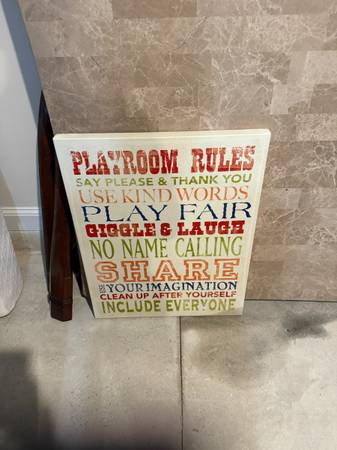 PLAYROOM RULES
SAY PLEASE & THANK YOU
USE KIND WORDS
PLAY FAIR
GIGGLE & LAUGH
NO NAME CALLING
SHARE
USE YOUR IMAGINATION
CLEAN UP AFTER YOURSELF
INCLUDE EVERYONE